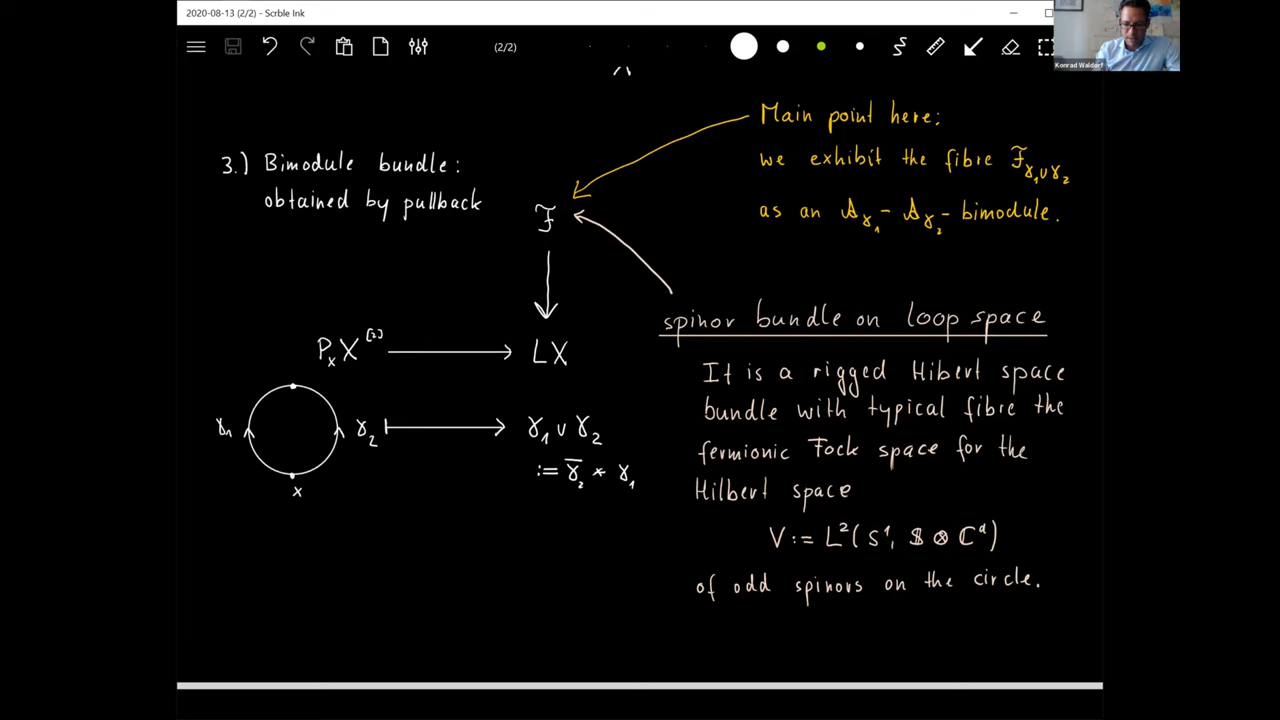 2020-08-13 (2/2) - Scrble Ink
(2/2)
Konrad Waldorf
Main point here:
we exhibit the fibre ℱ_{γ₁∪γ₂}
as an 𝒜_{γ₁} - 𝒜_{γ₂} - bimodule.
3.) Bimodule bundle:
obtained by pullback
ℱ
spinor bundle on loop space
PₓX^{[2]}
LX
It is a rigged Hibert space
bundle with typical fibre the
fermionic Fock space for the
Hilbert space
γ₁
γ₂
γ₁ ∪ γ₂
:= γ̄₂ * γ₁
x
V := L²(S¹, 𝕊 ⊗ ℂᵈ)
of odd spinors on the circle.